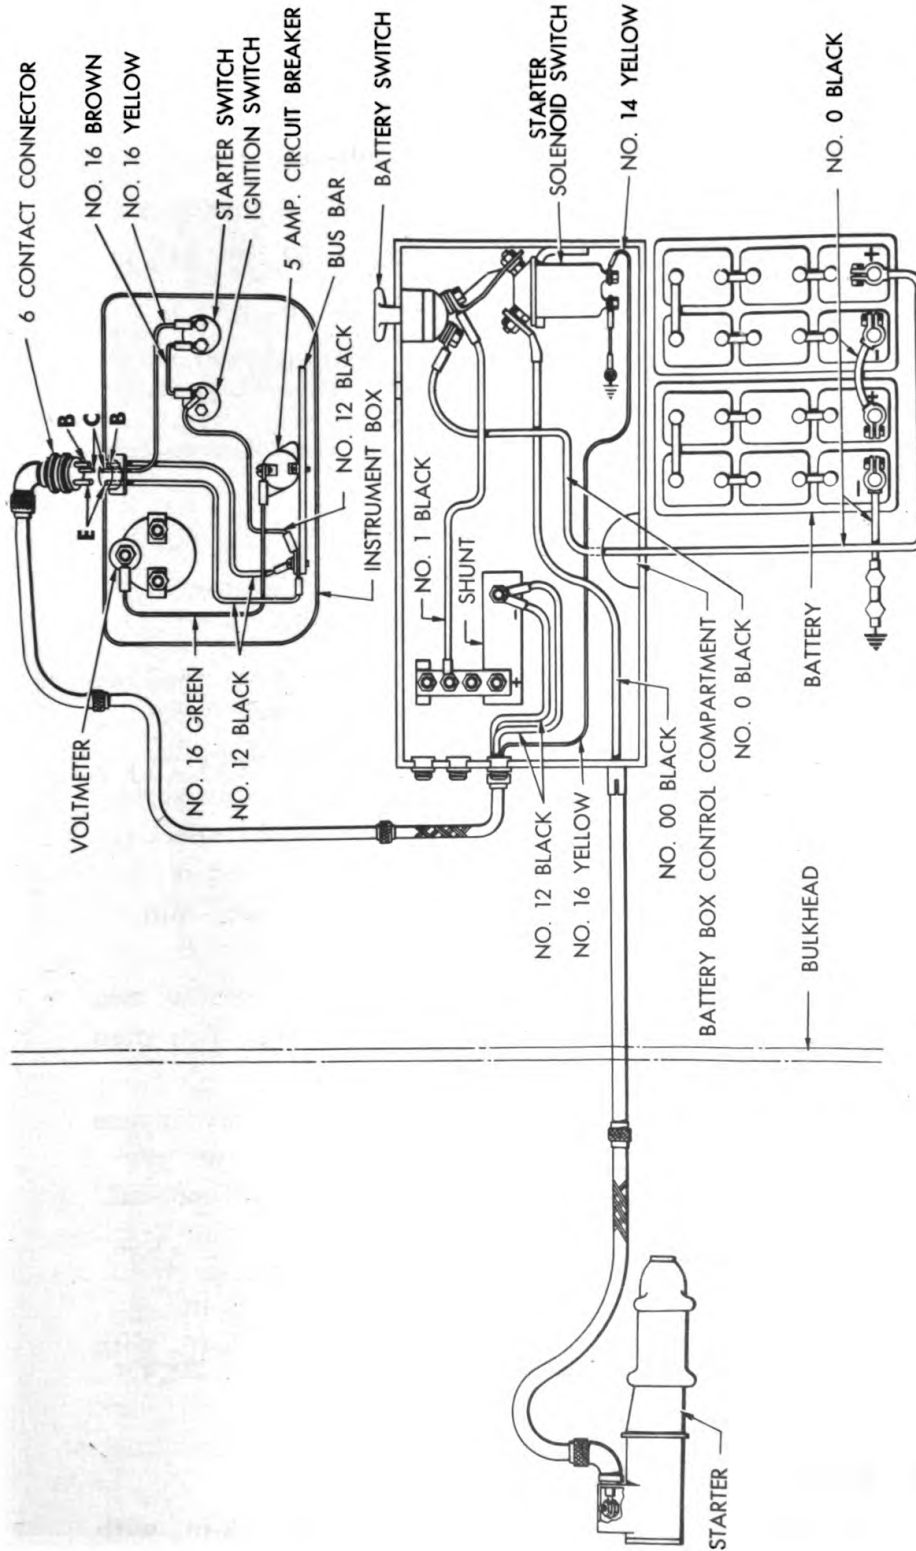 6 CONTACT CONNECTOR
NO. 16 BROWN
NO. 16 YELLOW
STARTER SWITCH
IGNITION SWITCH
5 AMP. CIRCUIT BREAKER
BUS BAR
NO. 12 BLACK
INSTRUMENT BOX
B
C
B
E
VOLTMETER
NO. 16 GREEN
NO. 12 BLACK
BATTERY SWITCH
STARTER
SOLENOID SWITCH
NO. 14 YELLOW
NO. 0 BLACK
NO. 1 BLACK
SHUNT
-
+
NO. 12 BLACK
NO. 16 YELLOW
NO. 00 BLACK
BATTERY BOX CONTROL COMPARTMENT
NO. 0 BLACK
BATTERY
+
-
+
-
BULKHEAD
STARTER